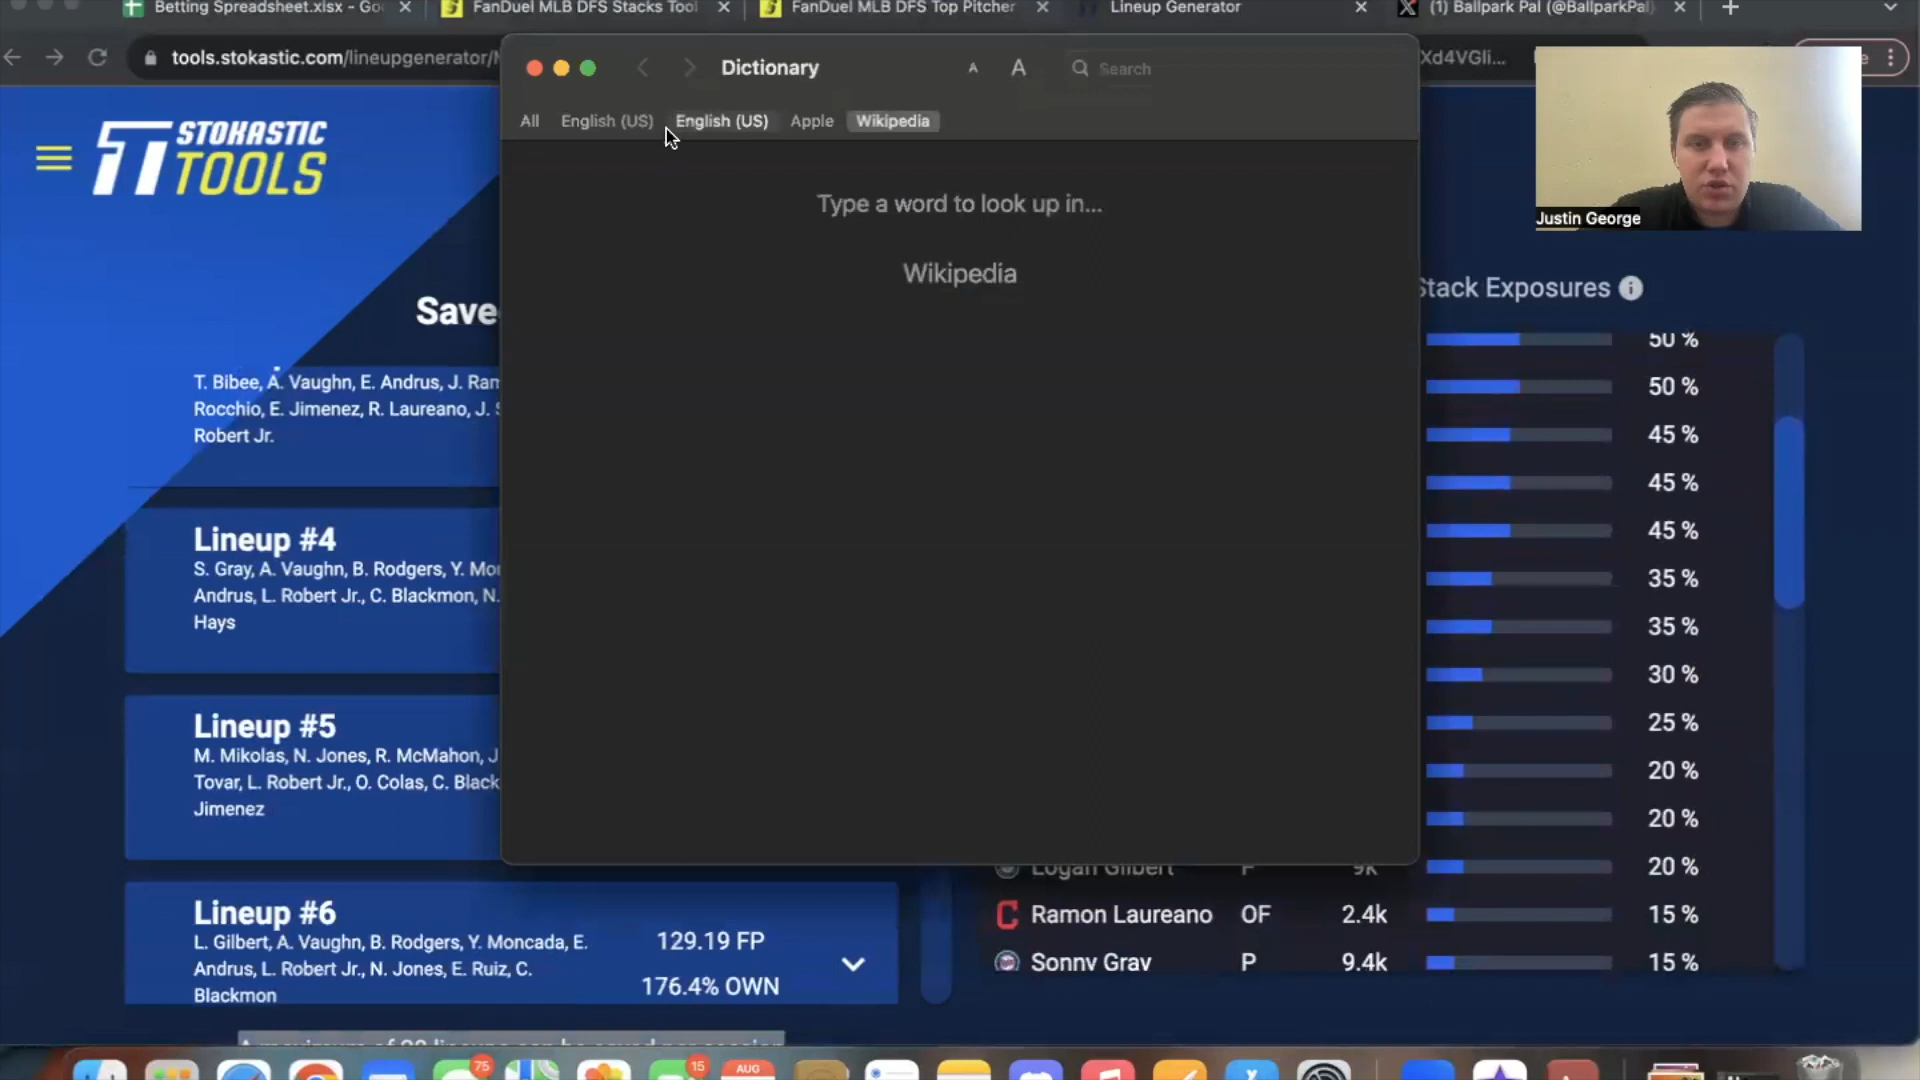 Betting Spreadsheet.xlsx - Go
FanDuel MLB DFS Stacks Tool
FanDuel MLB DFS Top Pitcher
Lineup Generator
(1) Ballpark Pal (@BallparkPal)
tools.stokastic.com/lineupgenerator/
Xd4VGli...
Dictionary
A
A
Search
All
English (US)
English (US)
Apple
Wikipedia
Type a word to look up in...
Wikipedia
STOKASTIC
TOOLS
Justin George
Save
Stack Exposures
T. Bibee, A. Vaughn, E. Andrus, J. Ram
Rocchio, E. Jimenez, R. Laureano, J.
Robert Jr.
Lineup #4
S. Gray, A. Vaughn, B. Rodgers, Y. Mo
Andrus, L. Robert Jr., C. Blackmon, N.
Hays
Lineup #5
M. Mikolas, N. Jones, R. McMahon, J
Tovar, L. Robert Jr., O. Colas, C. Black
Jimenez
Lineup #6
L. Gilbert, A. Vaughn, B. Rodgers, Y. Moncada, E.
Andrus, L. Robert Jr., N. Jones, E. Ruiz, C.
Blackmon
129.19 FP
176.4% OWN
50 %
50 %
45 %
45 %
45 %
35 %
35 %
30 %
25 %
20 %
20 %
Logan Gilbert P 9k 20 %
Ramon Laureano OF 2.4k 15 %
Sonny Gray P 9.4k 15 %
75
15
AUG